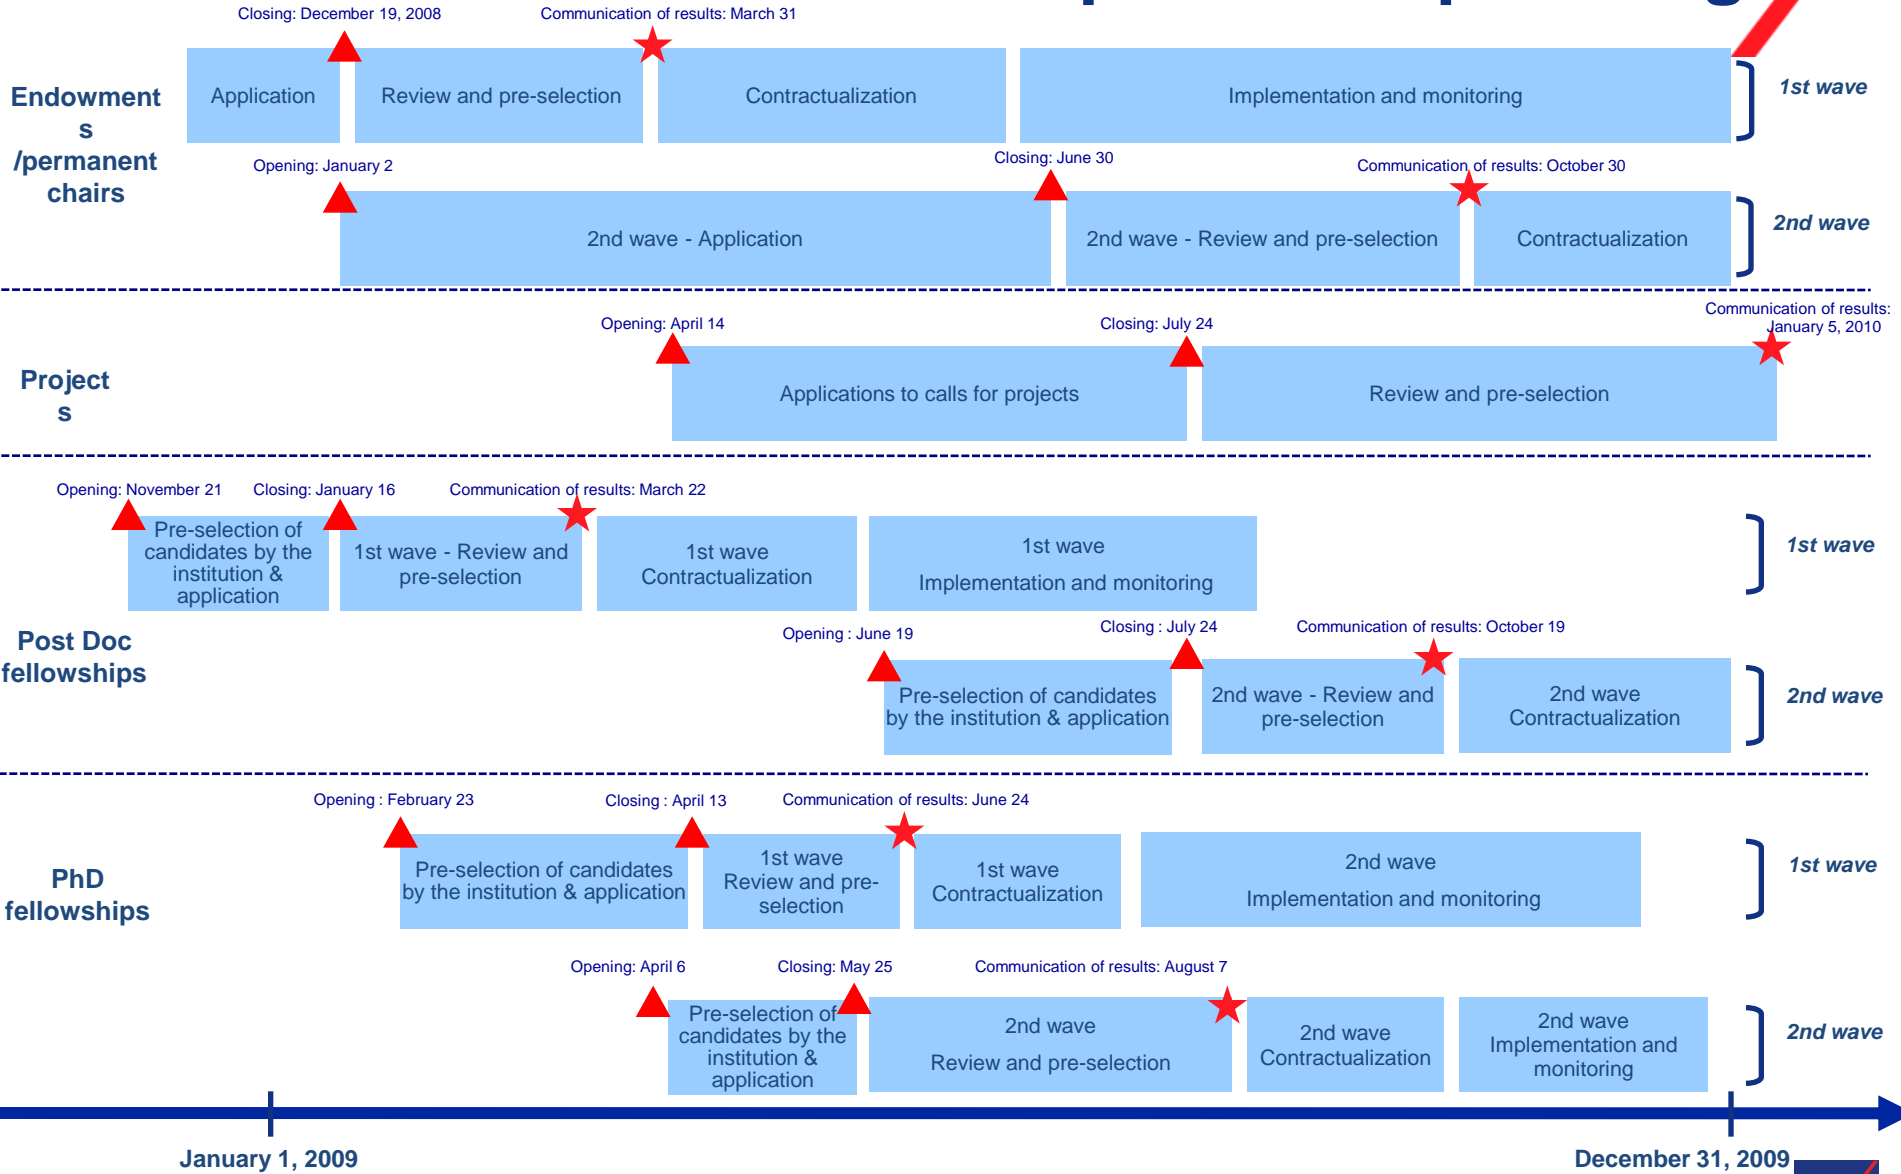 Closing: December 19, 2008
Communication of results: March 31
Endowment
s
/permanent
chairs
Application
Review and pre-selection
Contractualization
Implementation and monitoring
1st wave
Opening: January 2
Closing: June 30
Communication of results: October 30
2nd wave - Application
2nd wave - Review and pre-selection
Contractualization
2nd wave
Opening: April 14
Closing: July 24
Communication of results:
January 5, 2010
Project
s
Applications to calls for projects
Review and pre-selection
Opening: November 21
Closing: January 16
Communication of results: March 22
Pre-selection of
candidates by the
institution &
application
1st wave - Review and
pre-selection
1st wave
Contractualization
1st wave
Implementation and monitoring
1st wave
Post Doc
fellowships
Opening : June 19
Closing : July 24
Communication of results: October 19
Pre-selection of candidates
by the institution & application
2nd wave - Review and
pre-selection
2nd wave
Contractualization
2nd wave
Opening : February 23
Closing : April 13
Communication of results: June 24
PhD
fellowships
Pre-selection of candidates
by the institution & application
1st wave
Review and pre-
selection
1st wave
Contractualization
2nd wave
Implementation and monitoring
1st wave
Opening: April 6
Closing: May 25
Communication of results: August 7
Pre-selection of
candidates by the
institution &
application
2nd wave
Review and pre-selection
2nd wave
Contractualization
2nd wave
Implementation and
monitoring
2nd wave
January 1, 2009
December 31, 2009